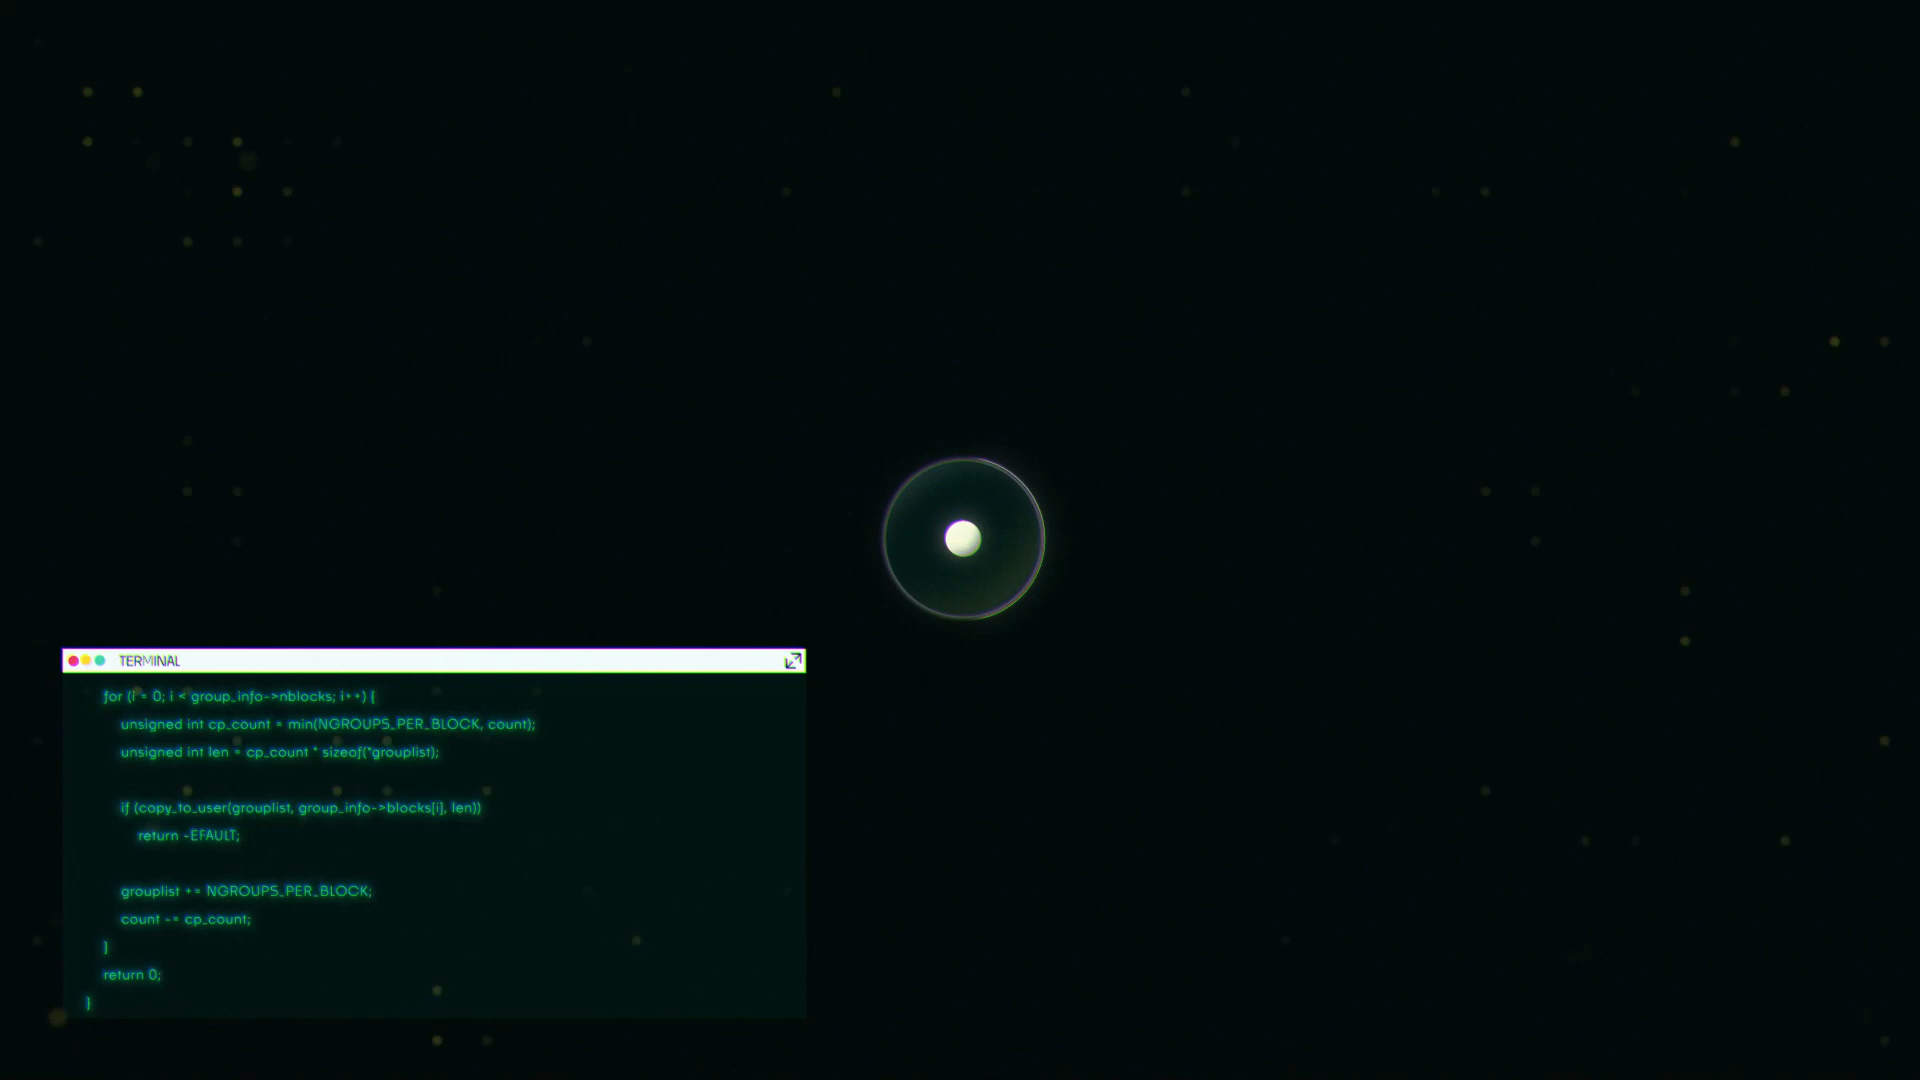 TERMINAL
for (i = 0; i < group_info->nblocks; i++) {
unsigned int cp_count = min(NGROUPS_PER_BLOCK, count);
unsigned int len = cp_count * sizeof(*grouplist);
if (copy_to_user(grouplist, group_info->blocks[i], len))
return -EFAULT;
grouplist += NGROUPS_PER_BLOCK;
count -= cp_count;
}
return 0;
}